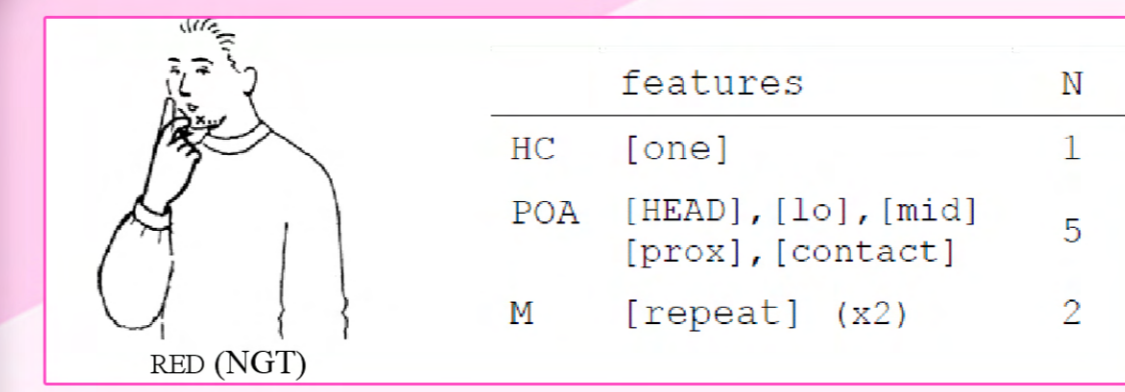 features N
HC [one] 1
POA [HEAD],[lo],[mid]
[prox],[contact] 5
M [repeat] (x2) 2
RED (NGT)